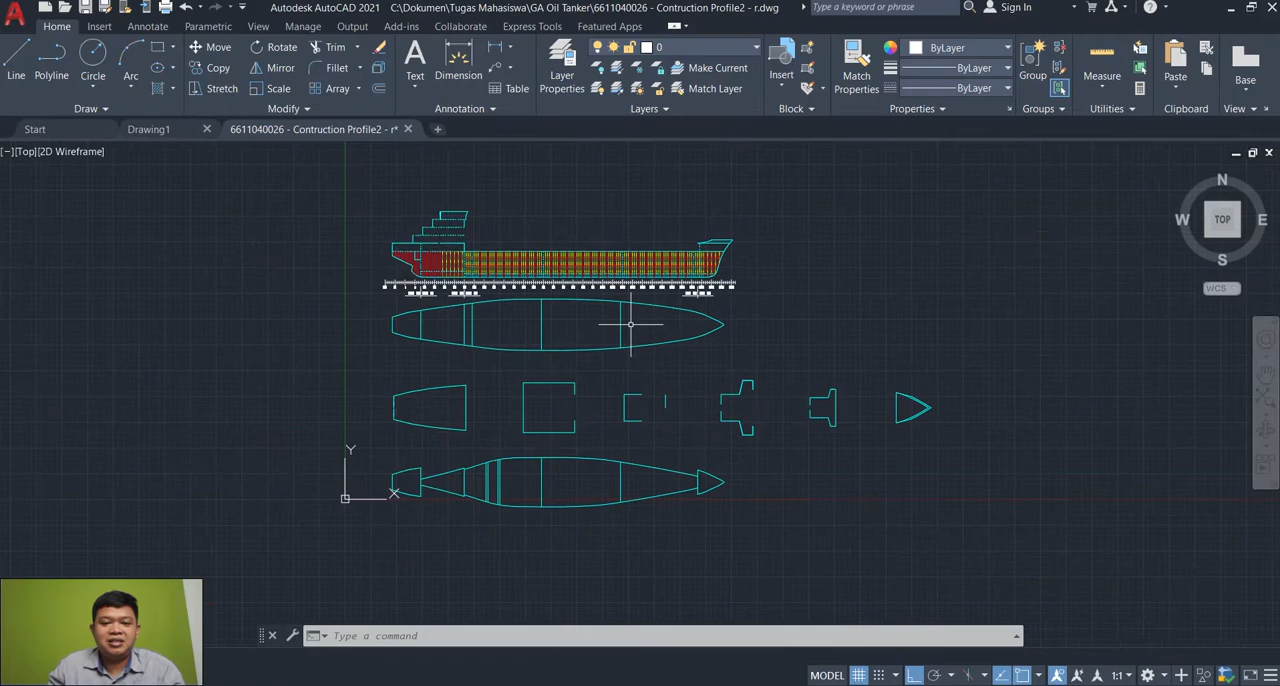 Autodesk AutoCAD 2021 C:\Dokumen\Tugas Mahasiswa\GA Oil Tanker\6611040026 - Contruction Profile2 - r.dwg
Type a keyword or phrase
Sign In
Home Insert Annotate Parametric View Manage Output Add-ins Collaborate Express Tools Featured Apps
Line Polyline Circle Arc
Move Rotate Trim
Copy Mirror Fillet
Stretch Scale Array
Text Dimension Table
Layer Properties
0
Make Current
Match Layer
Insert
Match Properties
ByLayer
ByLayer
ByLayer
Group
Measure
Paste
Base
Draw Modify Annotation Layers Block Properties Groups Utilities Clipboard View
Start Drawing1 6611040026 - Contruction Profile2 - r*
[−][Top][2D Wireframe]
N
W TOP E
S
WCS
Y
X
Type a command
MODEL 1:1